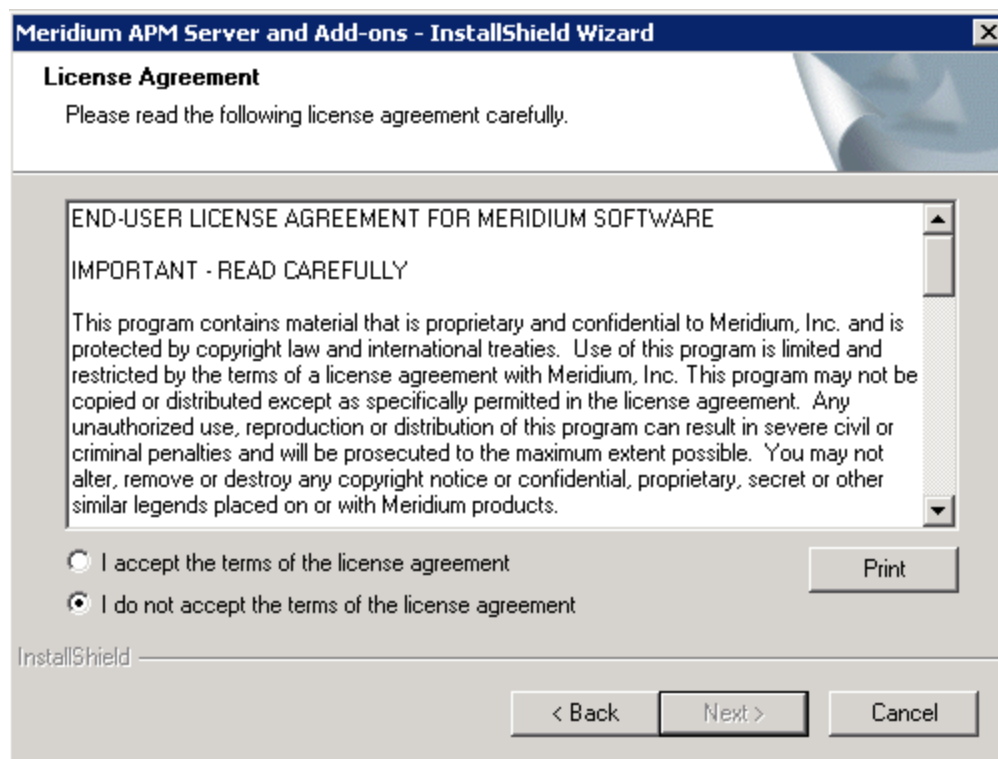 Meridium APM Server and Add-ons - InstallShield Wizard
License Agreement
Please read the following license agreement carefully.
END-USER LICENSE AGREEMENT FOR MERIDIUM SOFTWARE
IMPORTANT - READ CAREFULLY
This program contains material that is proprietary and confidential to Meridium, Inc. and is
protected by copyright law and international treaties.  Use of this program is limited and
restricted by the terms of a license agreement with Meridium, Inc. This program may not be
copied or distributed except as specifically permitted in the license agreement.  Any
unauthorized use, reproduction or distribution of this program can result in severe civil or
criminal penalties and will be prosecuted to the maximum extent possible.  You may not
alter, remove or destroy any copyright notice or confidential, proprietary, secret or other
similar legends placed on or with Meridium products.
I accept the terms of the license agreement
Print
I do not accept the terms of the license agreement
InstallShield
< Back
Next >
Cancel